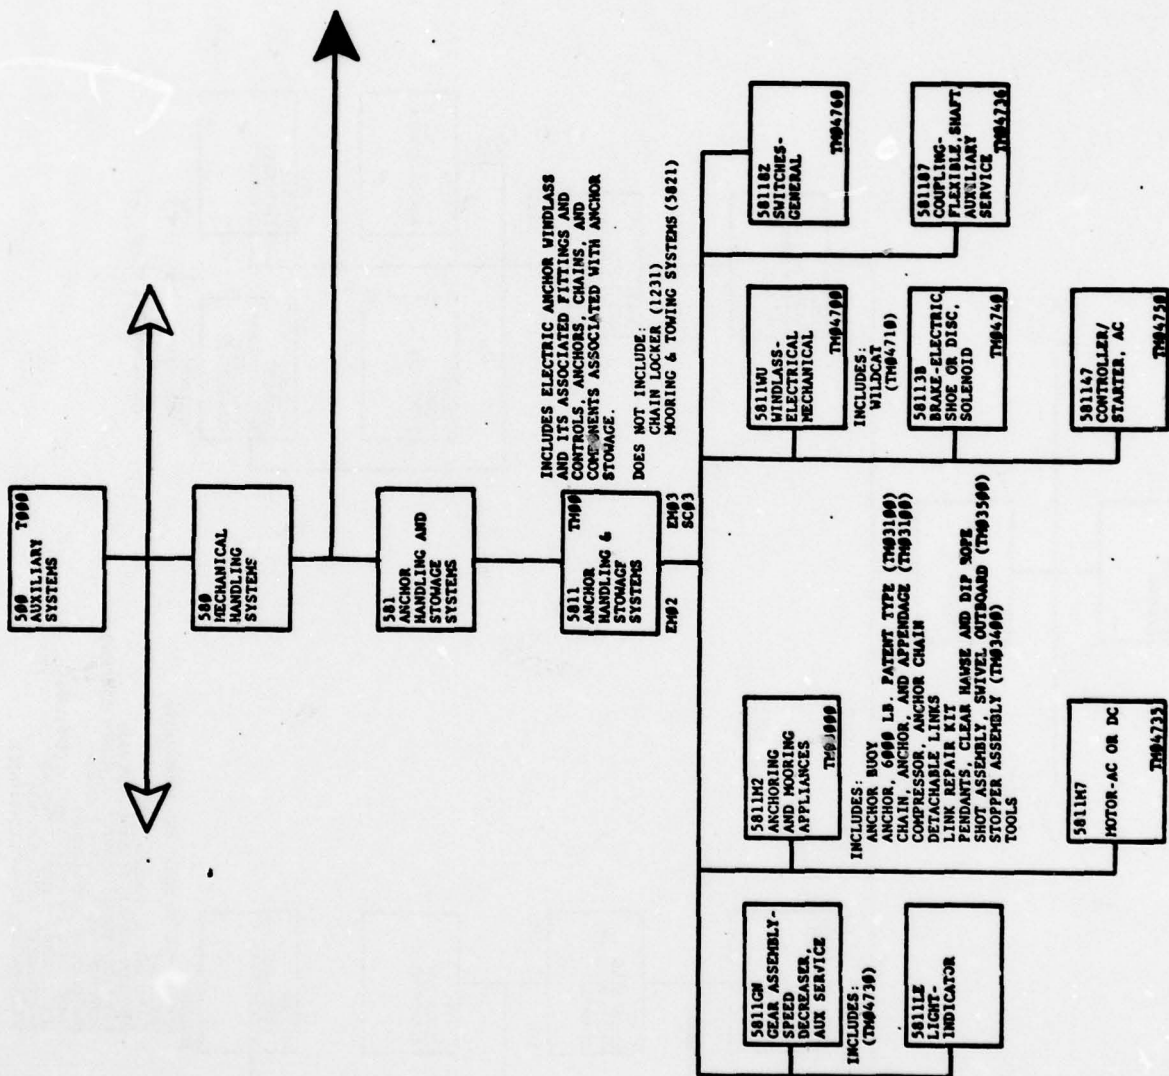 500 T000
AUXILIARY
SYSTEMS
580
MECHANICAL
HANDLING
SYSTEMS
581
ANCHOR
HANDLING AND
STOWAGE
SYSTEMS
5811 TM00
ANCHOR
HANDLING &
STOWAGE
SYSTEMS
EM02
EM03
SC03
INCLUDES ELECTRIC ANCHOR WINDLASS
AND ITS ASSOCIATED FITTINGS AND
CONTROLS, ANCHORS, CHAINS, AND
COMPONENTS ASSOCIATED WITH ANCHOR
STOWAGE.
DOES NOT INCLUDE:
CHAIN LOCKER (1231)
MOORING & TOWING SYSTEMS (5821)
5811GN
GEAR ASSEMBLY-
SPEED
DECREASER,
AUX SERVICE
INCLUDES:
(TM04730)
5811LE
LIGHT-
INDICATOR
5811M2
ANCHORING
AND MOORING
APPLIANCES
TM03000
INCLUDES:
ANCHOR BUOY
ANCHOR, 6000 LB. PATENT TYPE (TM03100)
CHAIN, ANCHOR, AND APPENDAGE (TM03100)
COMPRESSOR, ANCHOR CHAIN
DETACHABLE LINKS
LINK REPAIR KIT
PENDANTS, CLEAR HAWSE AND DIP ROPE
SHOT ASSEMBLY, SWIVEL OUTBOARD (TM03500)
STOPPER ASSEMBLY (TM03400)
TOOLS
5811M7
MOTOR-AC OR DC
TM04735
5811WU
WINDLASS-
ELECTRICAL
MECHANICAL
TM04700
INCLUDES:
WILDCAT
(TM04710)
58113B
BRAKE-ELECTRIC,
SHOE OR DISC,
SOLENOID
TM04740
581147
CONTROLLER/
STARTER, AC
TM04750
5811BZ
SWITCHES-
GENERAL
TM04760
5811D7
COUPLING-
FLEXIBLE, SHAFT,
AUXILIARY
SERVICE
TM04736